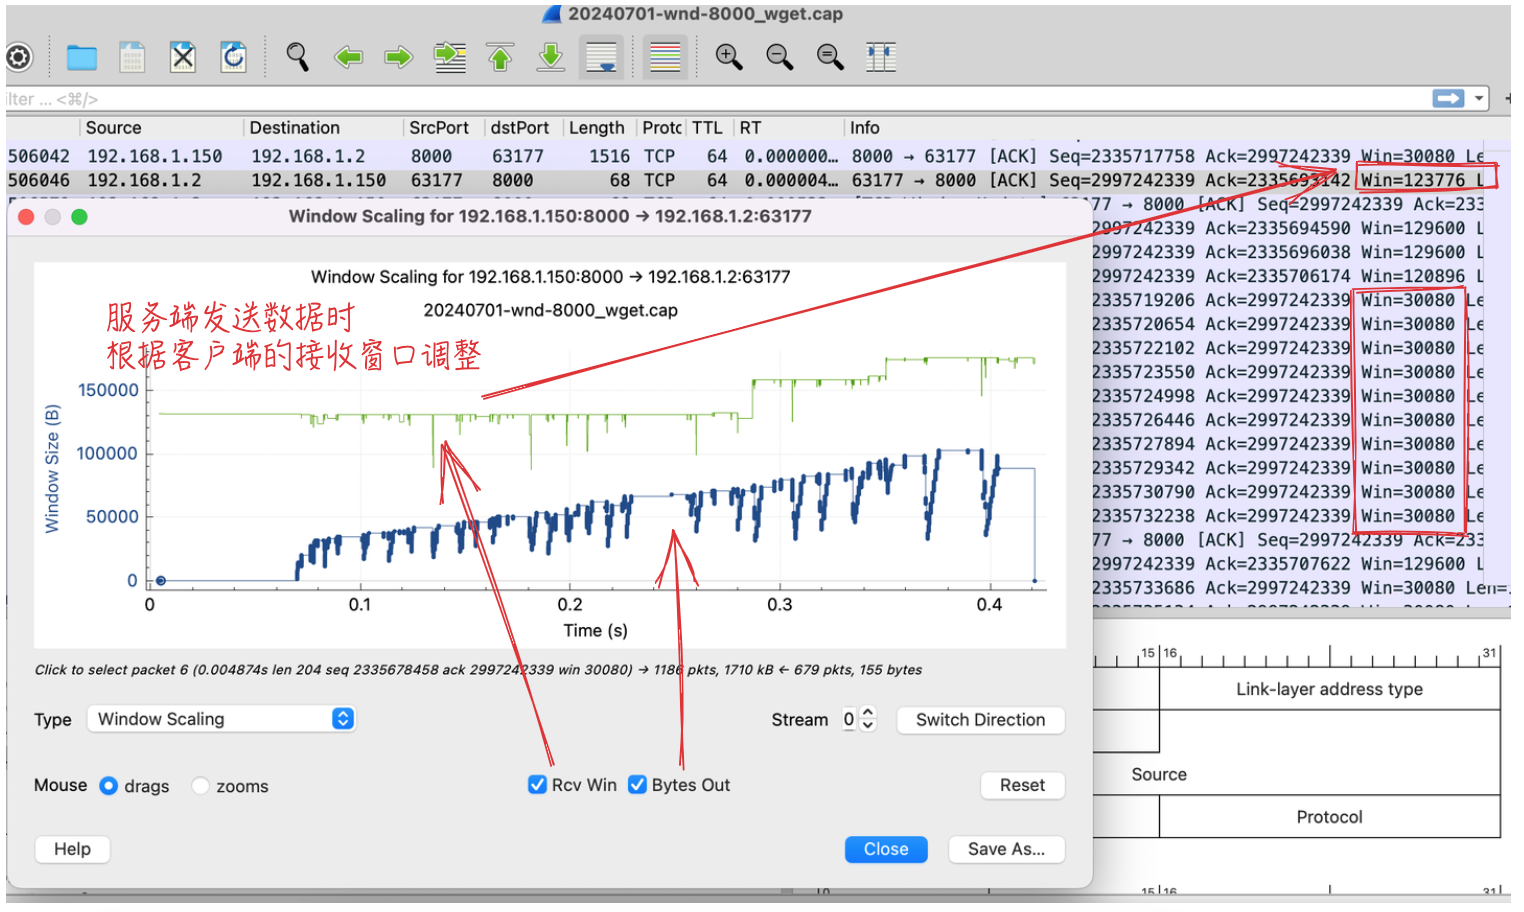 20240701-wnd-8000_wget.cap
ilter ... <⌘/>
Source Destination SrcPort dstPort Length Protc TTL RT Info
506042 192.168.1.150 192.168.1.2 8000 63177 1516 TCP 64 0.000000… 8000 → 63177 [ACK] Seq=2335717758 Ack=2997242339 Win=30080 Le
506046 192.168.1.2 192.168.1.150 63177 8000 68 TCP 64 0.000004… 63177 → 8000 [ACK] Seq=2997242339 Ack=2335693142 Win=123776 L
177 → 8000 [ACK] Seq=2997242339 Ack=233
2997242339 Ack=2335694590 Win=129600 L
2997242339 Ack=2335696038 Win=129600 L
2997242339 Ack=2335706174 Win=120896 L
2335719206 Ack=2997242339 Win=30080 Le
2335720654 Ack=2997242339 Win=30080 Le
2335722102 Ack=2997242339 Win=30080 Le
2335723550 Ack=2997242339 Win=30080 Le
2335724998 Ack=2997242339 Win=30080 Le
2335726446 Ack=2997242339 Win=30080 Le
2335727894 Ack=2997242339 Win=30080 Le
2335729342 Ack=2997242339 Win=30080 Le
2335730790 Ack=2997242339 Win=30080 Le
2335732238 Ack=2997242339 Win=30080 Le
77 → 8000 [ACK] Seq=2997242339 Ack=233
2997242339 Ack=2335707622 Win=129600 L
2335733686 Ack=2997242339 Win=30080 Len=
Window Scaling for 192.168.1.150:8000 → 192.168.1.2:63177
Window Scaling for 192.168.1.150:8000 → 192.168.1.2:63177
20240701-wnd-8000_wget.cap
服务端发送数据时
根据客户端的接收窗口调整
Window Size (B)
150000
100000
50000
0
0 0.1 0.2 0.3 0.4
Time (s)
Click to select packet 6 (0.004874s len 204 seq 2335678458 ack 2997242339 win 30080) → 1186 pkts, 1710 kB ← 679 pkts, 155 bytes
Type Window Scaling Stream 0 Switch Direction
Mouse drags zooms Rcv Win Bytes Out Reset
Help Close Save As...
15 16 31
Link-layer address type
Source
Protocol
15 16 31